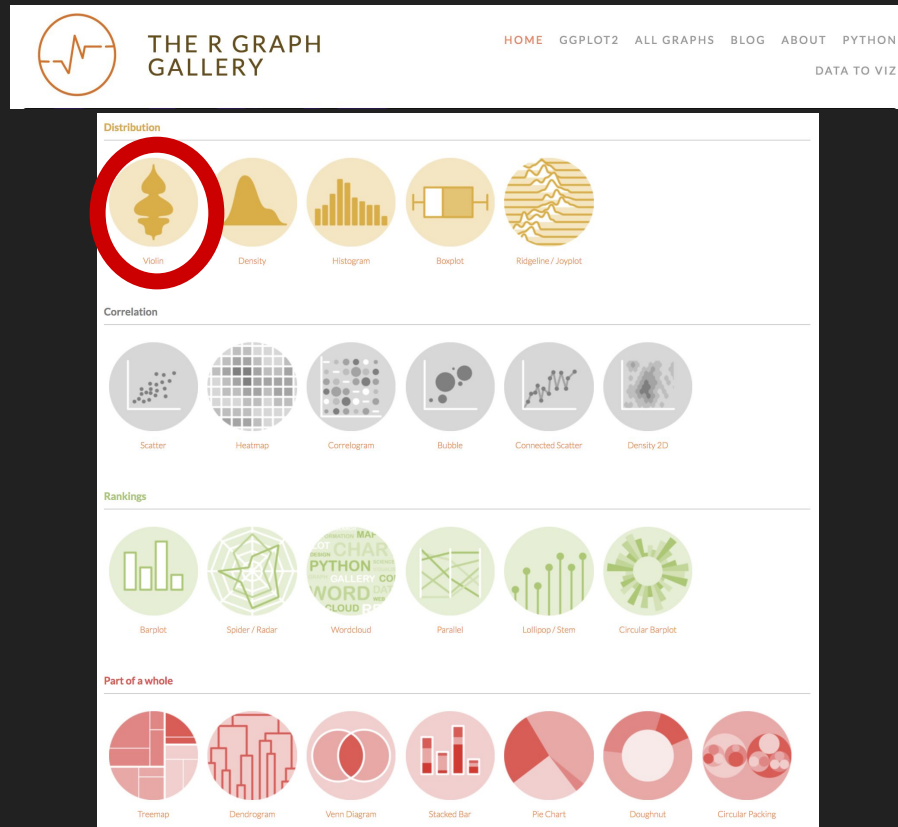 THE R GRAPH
GALLERY
HOME GGPLOT2 ALL GRAPHS BLOG ABOUT PYTHON
DATA TO VIZ
Distribution
Violin Density Histogram Boxplot Ridgeline / Joyplot
Correlation
Scatter Heatmap Correlogram Bubble Connected Scatter Density 2D
Rankings
MAP
CHAR
PYTHON
GALLERY
WORD
CLOUD
Barplot Spider / Radar Wordcloud Parallel Lollipop / Stem Circular Barplot
Part of a whole
Treemap Dendrogram Venn Diagram Stacked Bar Pie Chart Doughnut Circular Packing